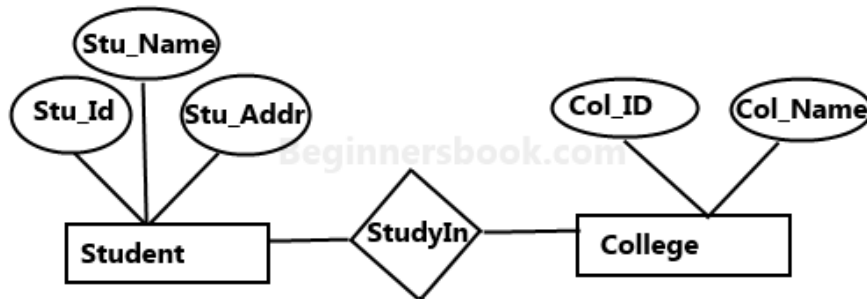 Stu_Name
Stu_Id
Stu_Addr
Col_ID
Col_Name
Beginnersbook.com
Student
StudyIn
College